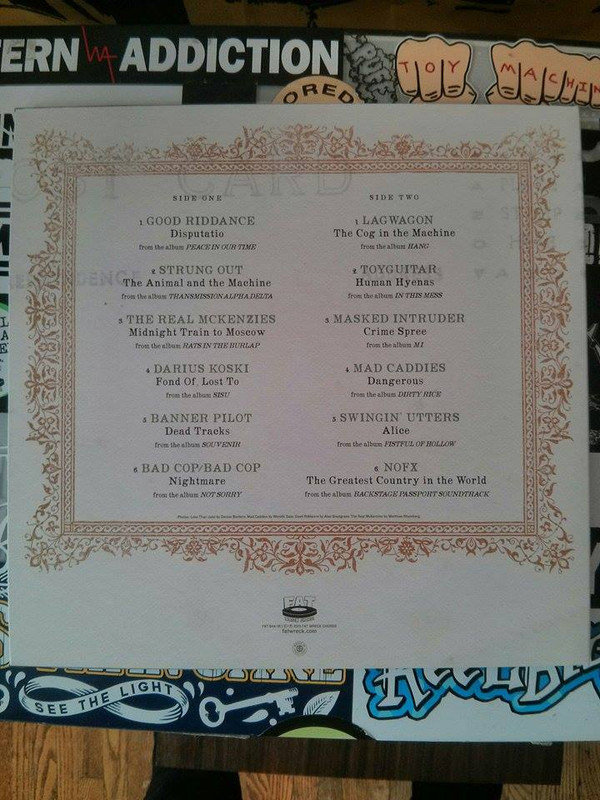 ERN ADDICTION
TOY MACHIN
ORED
SIDE ONE
1. GOOD RIDDANCE
Disputatio
from the album PEACE IN OUR TIME
2. STRUNG OUT
The Animal and the Machine
from the album TRANSMISSION.ALPHA.DELTA
3. THE REAL MCKENZIES
Midnight Train to Moscow
from the album RATS IN THE BURLAP
4. DARIUS KOSKI
Fond Of, Lost To
from the album SISU
5. BANNER PILOT
Dead Tracks
from the album SOUVENIR
6. BAD COP/BAD COP
Nightmare
from the album NOT SORRY
SIDE TWO
1. LAGWAGON
The Cog in the Machine
from the album HANG
2. TOYGUITAR
Human Hyenas
from the album IN THIS MESS
3. MASKED INTRUDER
Crime Spree
from the album M.I.
4. MAD CADDIES
Dangerous
from the album DIRTY RICE
5. SWINGIN' UTTERS
Alice
from the album FISTFUL OF HOLLOW
6. NOFX
The Greatest Country in the World
from the album BACKSTAGE PASSPORT SOUNDTRACK
FAT
fatwreck.com
SEE THE LIGHT